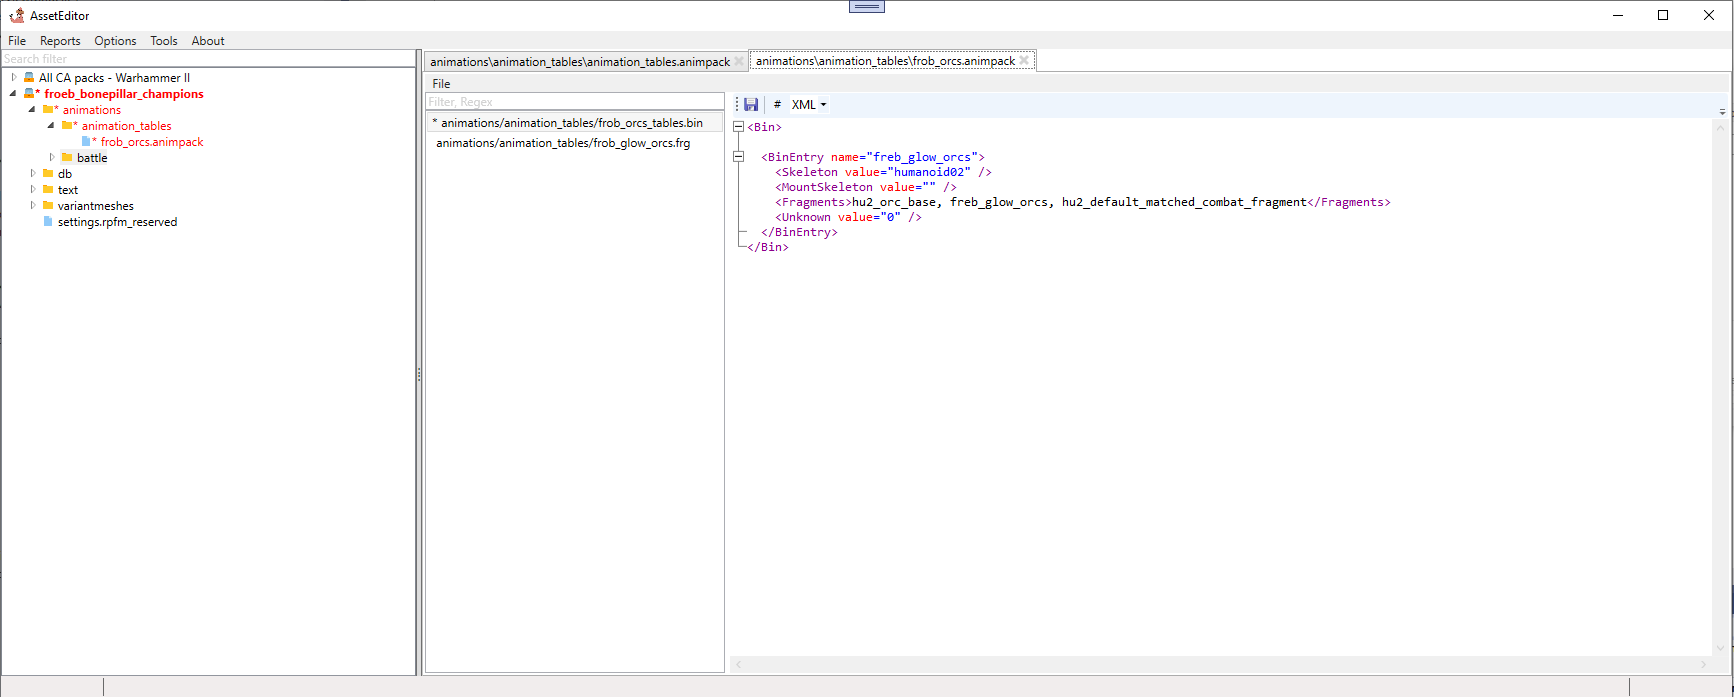 AssetEditor
File Reports Options Tools About
Search filter
All CA packs - Warhammer II
* froeb_bonepillar_champions
* animations
* animation_tables
* frob_orcs.animpack
battle
db
text
variantmeshes
settings.rpfm_reserved
animations\animation_tables\animation_tables.animpack
animations\animation_tables\frob_orcs.animpack
File
Filter, Regex
* animations/animation_tables/frob_orcs_tables.bin
animations/animation_tables/frob_glow_orcs.frg
# XML
<Bin>
<BinEntry name="freb_glow_orcs">
<Skeleton value="humanoid02" />
<MountSkeleton value="" />
<Fragments>hu2_orc_base, freb_glow_orcs, hu2_default_matched_combat_fragment</Fragments>
<Unknown value="0" />
</BinEntry>
</Bin>